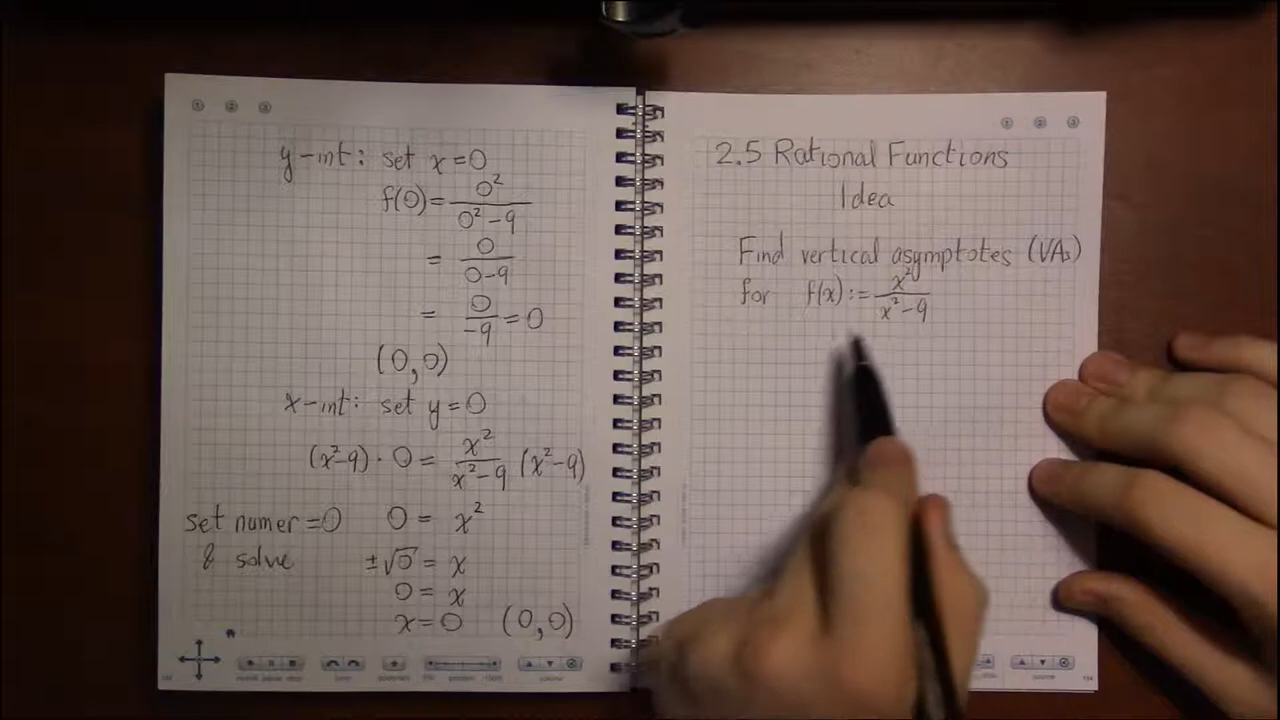 y-int: set x=0
f(0)= 0²/(0²-9)
= 0/(0-9)
= 0/-9 = 0
(0,0)
x-int: set y=0
(x²-9) · 0 = x²/(x²-9) (x²-9)
set numer =0 0 = x²
& solve ±√0 = x
0 = x
x=0 (0,0)
2.5 Rational Functions
Idea
Find vertical asymptotes (VAs)
for f(x):= x²/(x²-9)